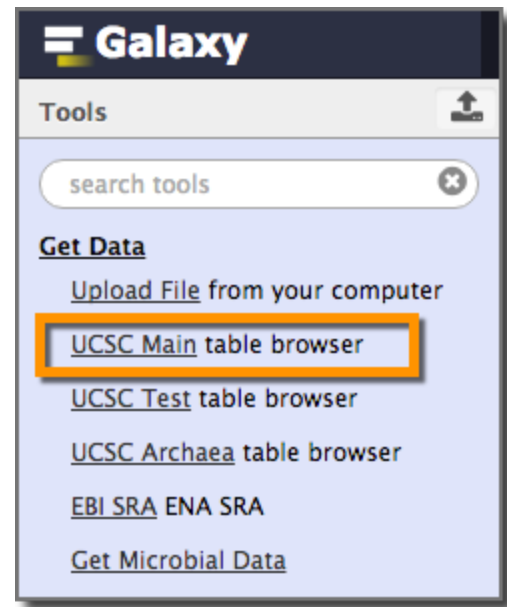 Galaxy
Tools
search tools
Get Data
Upload File from your computer
UCSC Main table browser
UCSC Test table browser
UCSC Archaea table browser
EBI SRA ENA SRA
Get Microbial Data